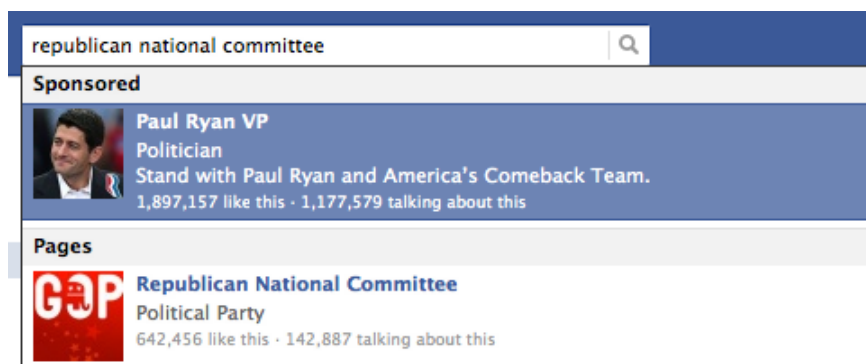 republican national committee
Sponsored
Paul Ryan VP
Politician
Stand with Paul Ryan and America's Comeback Team.
1,897,157 like this · 1,177,579 talking about this
Pages
GOP
Republican National Committee
Political Party
642,456 like this · 142,887 talking about this